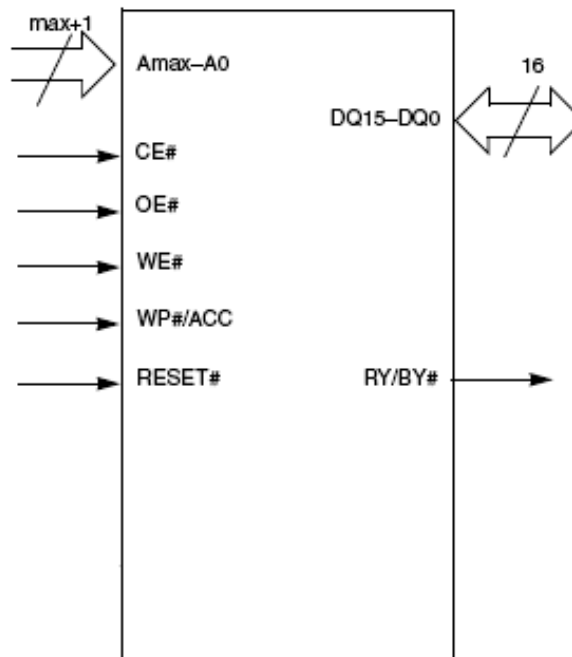 max+1
Amax–A0
16
DQ15–DQ0
CE#
OE#
WE#
WP#/ACC
RESET#
RY/BY#